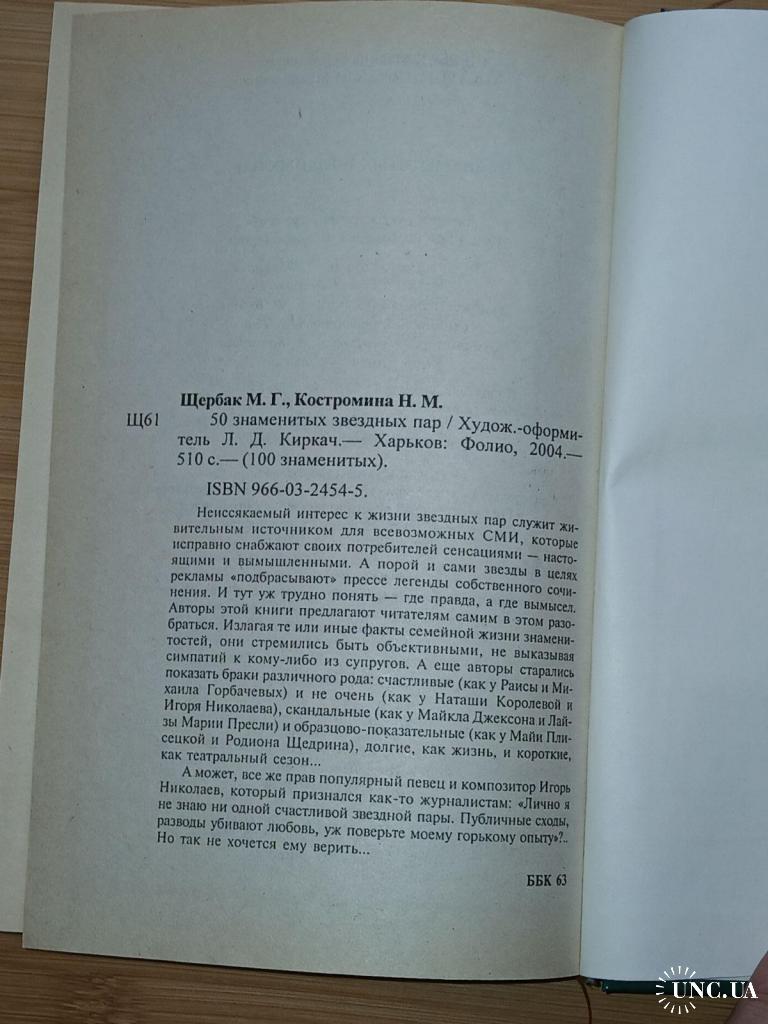 Щербак М. Г., Костромина Н. М.
Щ61 50 знаменитых звездных пар / Худож.-оформи-
тель Л. Д. Киркач.— Харьков: Фолио, 2004.—
510 с.— (100 знаменитых).
ISBN 966-03-2454-5.
Неиссякаемый интерес к жизни звездных пар служит жи-
вительным источником для всевозможных СМИ, которые
исправно снабжают своих потребителей сенсациями — насто-
ящими и вымышленными. А порой и сами звезды в целях
рекламы «подбрасывают» прессе легенды собственного сочи-
нения. И тут уж трудно понять — где правда, а где вымысел.
Авторы этой книги предлагают читателям самим в этом разо-
браться. Излагая те или иные факты семейной жизни знамени-
тостей, они стремились быть объективными, не выказывая
симпатий к кому-либо из супругов. А еще авторы старались
показать браки различного рода: счастливые (как у Раисы и Ми-
хаила Горбачевых) и не очень (как у Наташи Королевой и
Игоря Николаева), скандальные (как у Майкла Джексона и Лай-
зы Марии Пресли) и образцово-показательные (как у Майи Пли-
сецкой и Родиона Щедрина), долгие, как жизнь, и короткие,
как театральный сезон...
А может, все же прав популярный певец и композитор Игорь
Николаев, который признался как-то журналистам: «Лично я
не знаю ни одной счастливой звездной пары. Публичные сходы,
разводы убивают любовь, уж поверьте моему горькому опыту»?..
Но так не хочется ему верить...
ББК 63
UNC.UA